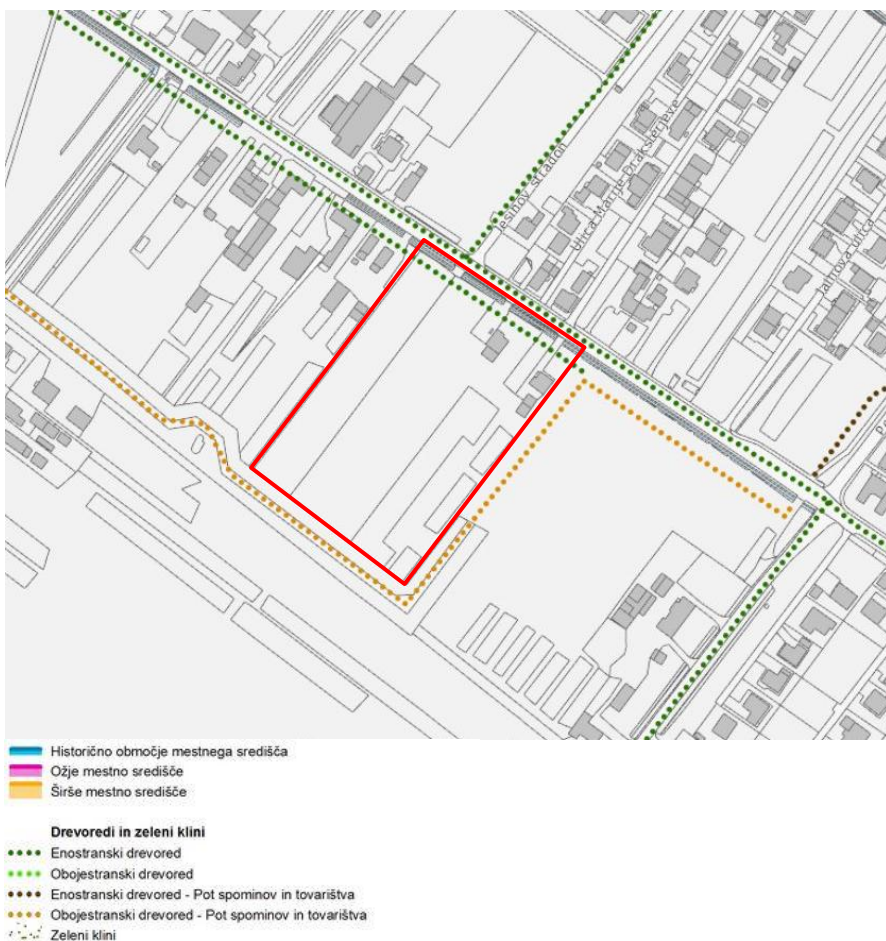 Jesihov štradon
Ulica Marije Drakslerjeve
Janova ulica
Historično območje mestnega središča
Ožje mestno središče
Širše mestno središče
Drevoredi in zeleni klini
Enostranski drevored
Obojestranski drevored
Enostranski drevored - Pot spominov in tovarištva
Obojestranski drevored - Pot spominov in tovarištva
Zeleni klini